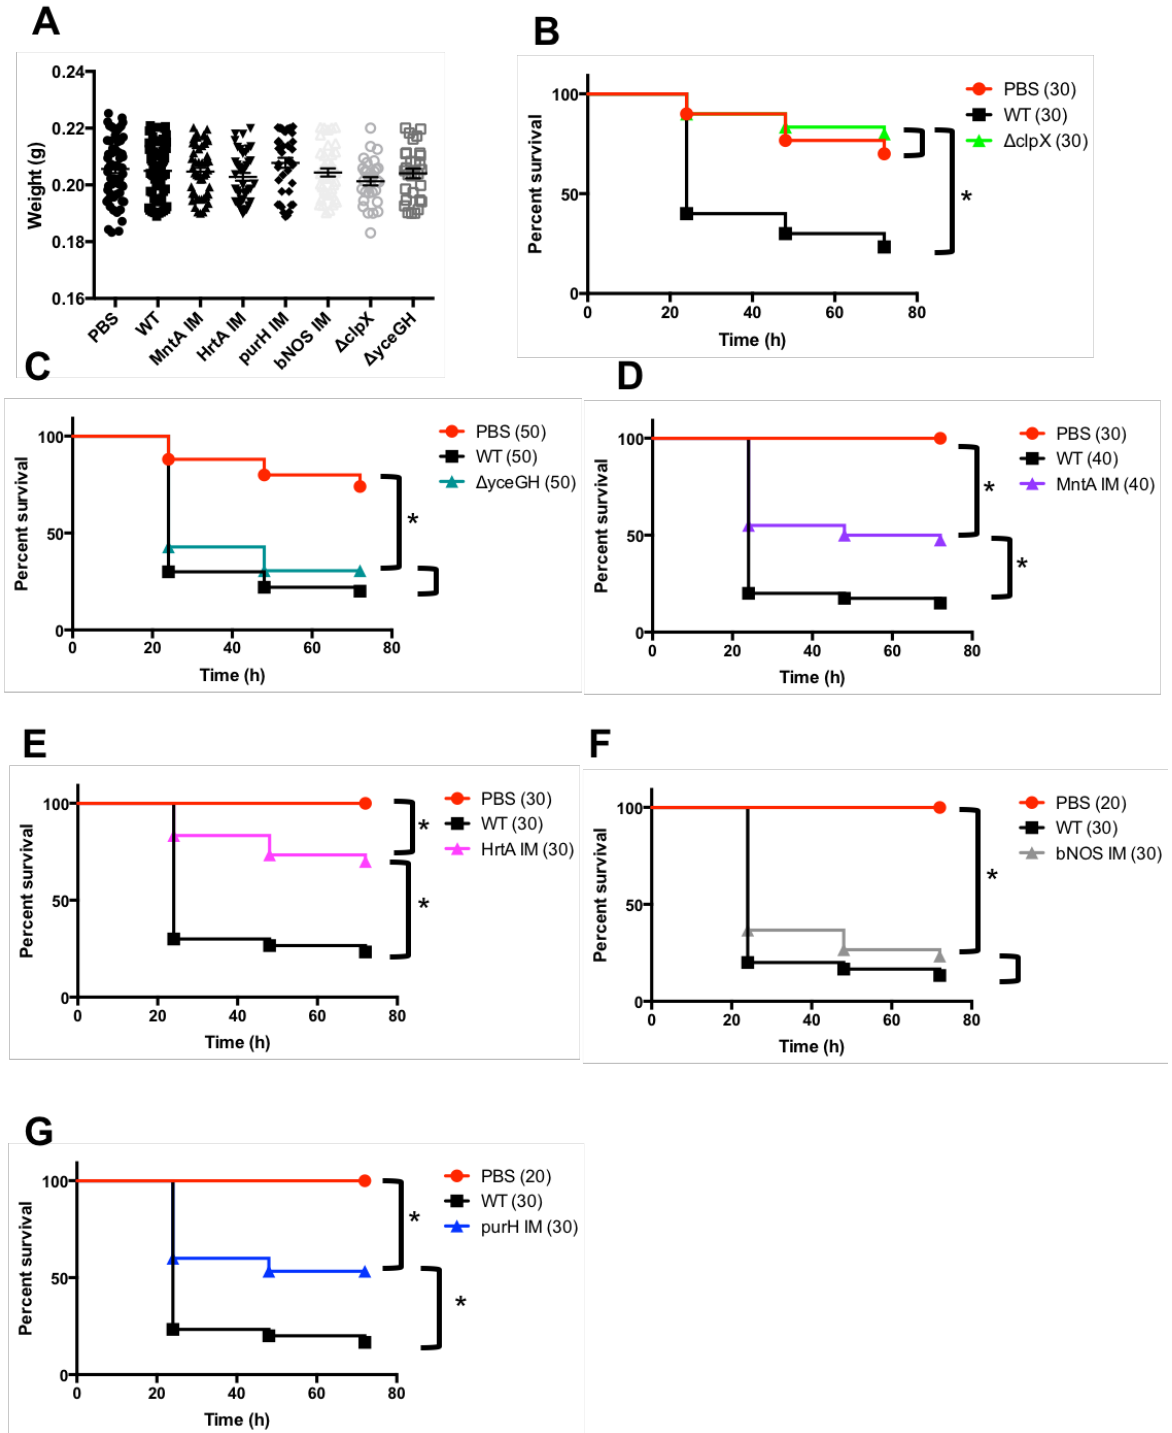 A
Weight (g)
0.24
0.22
0.20
0.18
0.16
PBS
WT
MntA IM
HrtA IM
purH IM
bNOS IM
ΔclpX
ΔyceGH
B
Percent survival
100
50
0
0 20 40 60 80
Time (h)
PBS (30)
WT (30)
ΔclpX (30)
*
C
Percent survival
100
50
0
0 20 40 60 80
Time (h)
PBS (50)
WT (50)
ΔyceGH (50)
*
D
Percent survival
100
50
0
0 20 40 60 80
Time (h)
PBS (30)
WT (40)
MntA IM (40)
*
*
E
Percent survival
100
50
0
0 20 40 60 80
Time (h)
PBS (30)
WT (30)
HrtA IM (30)
*
*
F
Percent survival
100
50
0
0 20 40 60 80
Time (h)
PBS (20)
WT (30)
bNOS IM (30)
*
G
Percent survival
100
50
0
0 20 40 60 80
Time (h)
PBS (20)
WT (30)
purH IM (30)
*
*